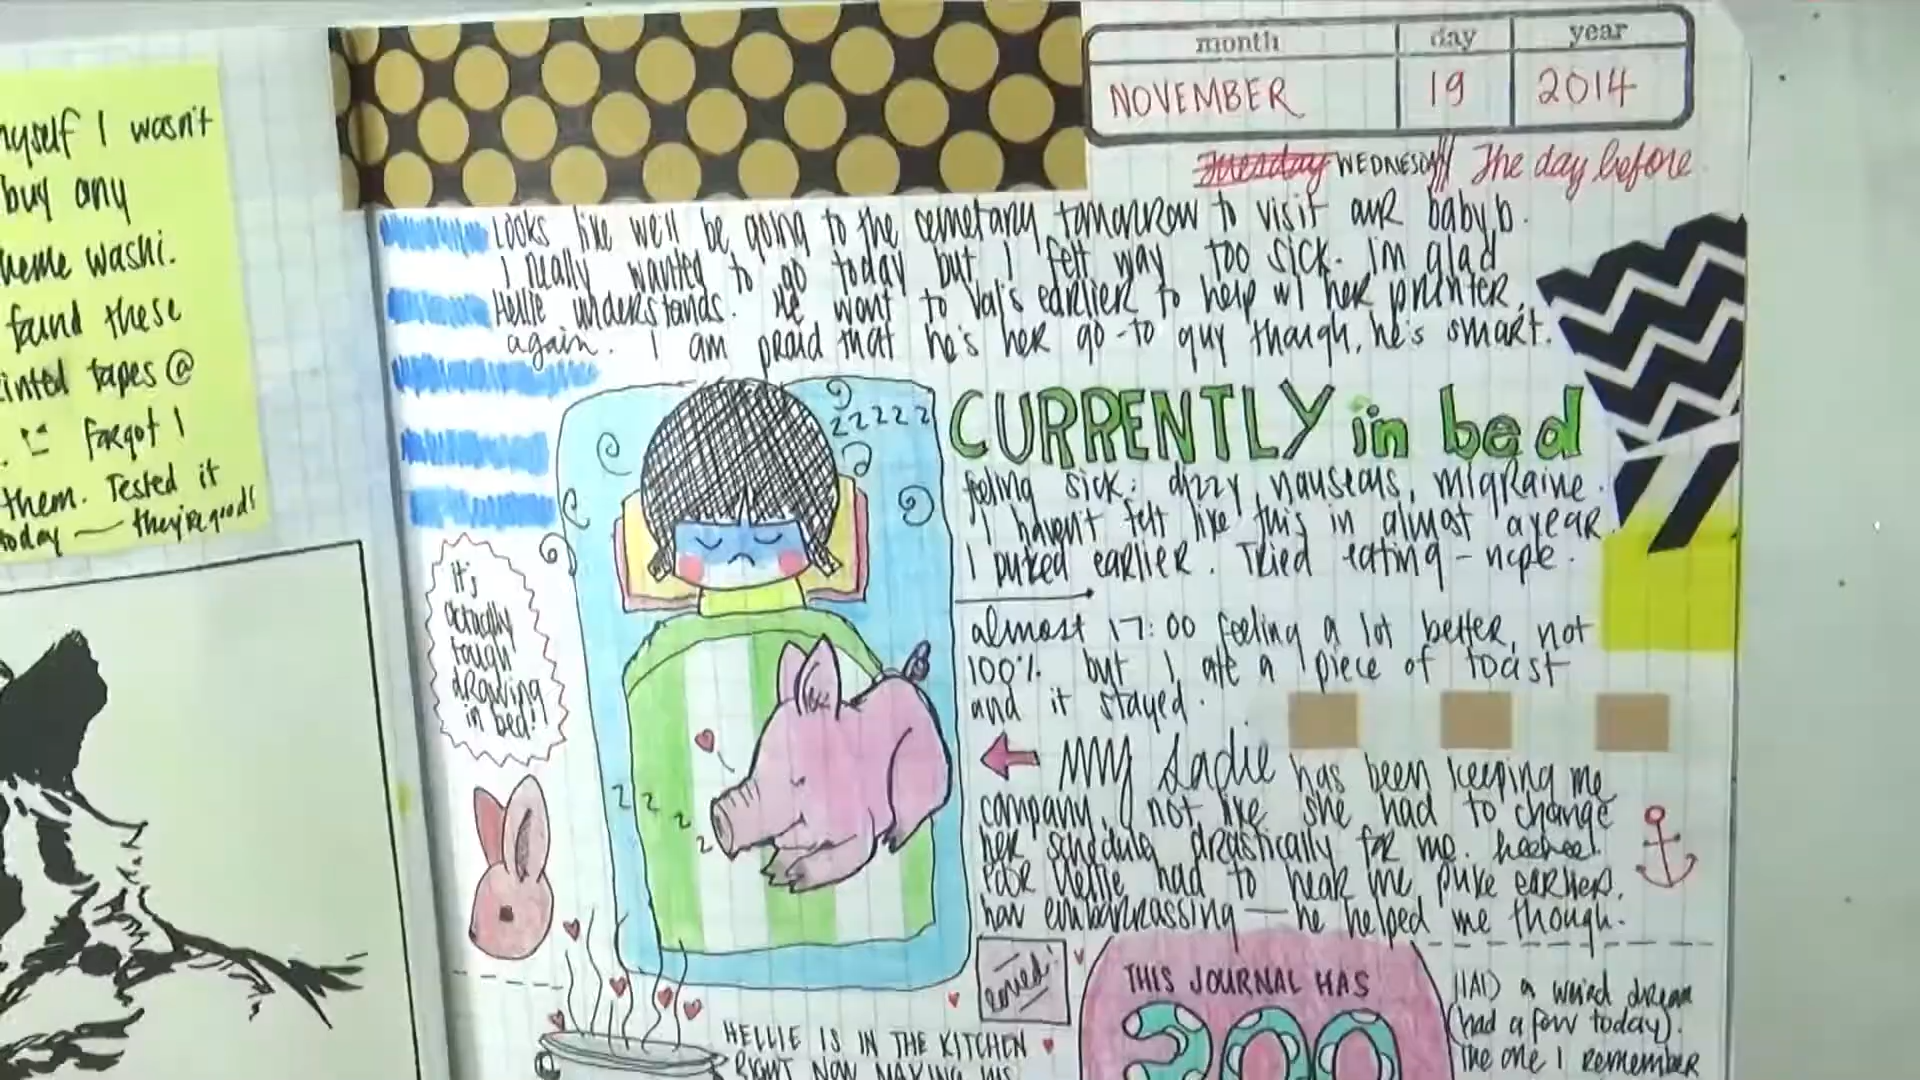 myself I wasn't
buy any
theme washi.
found these
tapes @
forgot I
them. Tested it
today — they're good!
month day year
NOVEMBER 19 2014
Tuesday WEDNESDAY// The day before
Looks like we'll be going to the cemetary tomorrow to visit our baby b.
I really wanted to go today but I felt way too sick. I'm glad
Hellie understands. He went to Val's earlier to help w/ her printer,
again. I am proud that he's her go-to guy though, he's smart.
zzzzz
CURRENTLY in bed
feeling sick: dizzy, nauseous, migraine.
I haven't felt like this in almost a year.
I puked earlier. Tried eating - nope.
it's
actually
tough
drawing
in bed!!
almost 17:00 feeling a lot better, not
100% but I ate a piece of toast
and it stayed.
My Sadie has been keeping me
company, not like she had to change
her schedule drastically for me. heehee!
Poor Hellie had to hear me puke earlier.
how embarrassing — he helped me though.
z z z z
THIS JOURNAL HAS
200
HAD a weird dream
(had a few today).
The one I remember
HELLIE IS IN THE KITCHEN
RIGHT NOW MAKING HIS